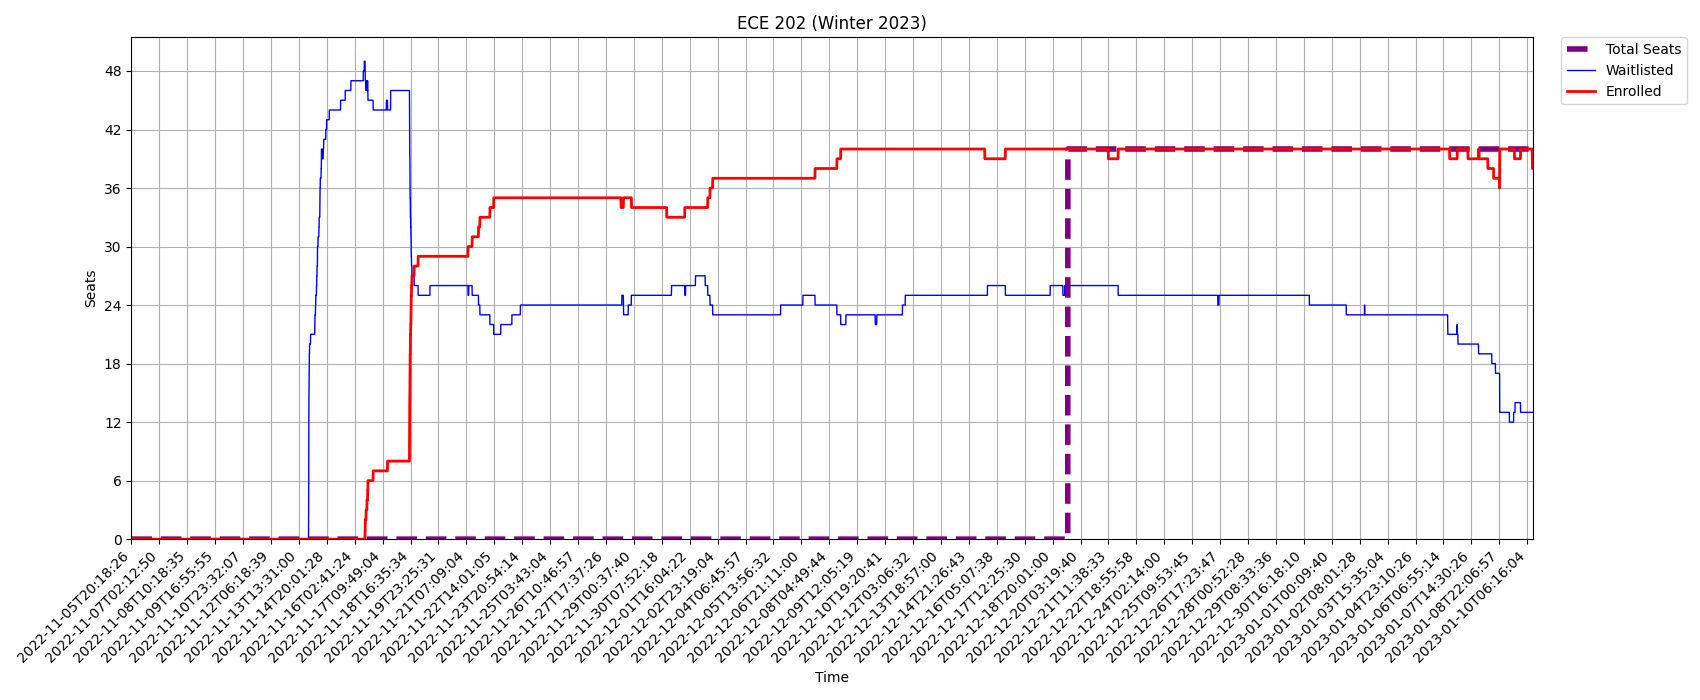 ECE 202 (Winter 2023)
Total Seats
Waitlisted
Enrolled
48
42
36
30
24
18
12
6
0
Seats
2022-11-05T20:18:26
2022-11-07T02:12:50
2022-11-08T10:18:35
2022-11-09T16:55:55
2022-11-10T23:32:07
2022-11-12T06:18:39
2022-11-13T13:31:00
2022-11-14T20:01:28
2022-11-16T02:41:24
2022-11-17T09:49:04
2022-11-18T16:35:34
2022-11-19T23:25:31
2022-11-21T07:09:04
2022-11-22T14:01:05
2022-11-23T20:54:14
2022-11-25T03:43:04
2022-11-26T10:46:57
2022-11-27T17:37:26
2022-11-29T00:37:40
2022-11-30T07:52:18
2022-12-01T16:04:22
2022-12-02T23:19:04
2022-12-04T06:45:57
2022-12-05T13:56:32
2022-12-06T21:11:00
2022-12-08T04:49:44
2022-12-09T12:05:19
2022-12-10T19:20:41
2022-12-12T03:06:32
2022-12-13T18:57:00
2022-12-14T21:26:43
2022-12-16T05:07:38
2022-12-17T12:25:30
2022-12-18T20:01:00
2022-12-20T03:19:40
2022-12-21T11:38:33
2022-12-22T18:55:58
2022-12-24T02:14:00
2022-12-25T09:53:45
2022-12-26T17:23:47
2022-12-28T00:52:28
2022-12-29T08:33:36
2022-12-30T16:18:10
2023-01-01T00:09:40
2023-01-02T08:01:28
2023-01-03T15:35:04
2023-01-04T23:10:26
2023-01-06T06:55:14
2023-01-07T14:30:26
2023-01-08T22:06:57
2023-01-10T06:16:04
Time